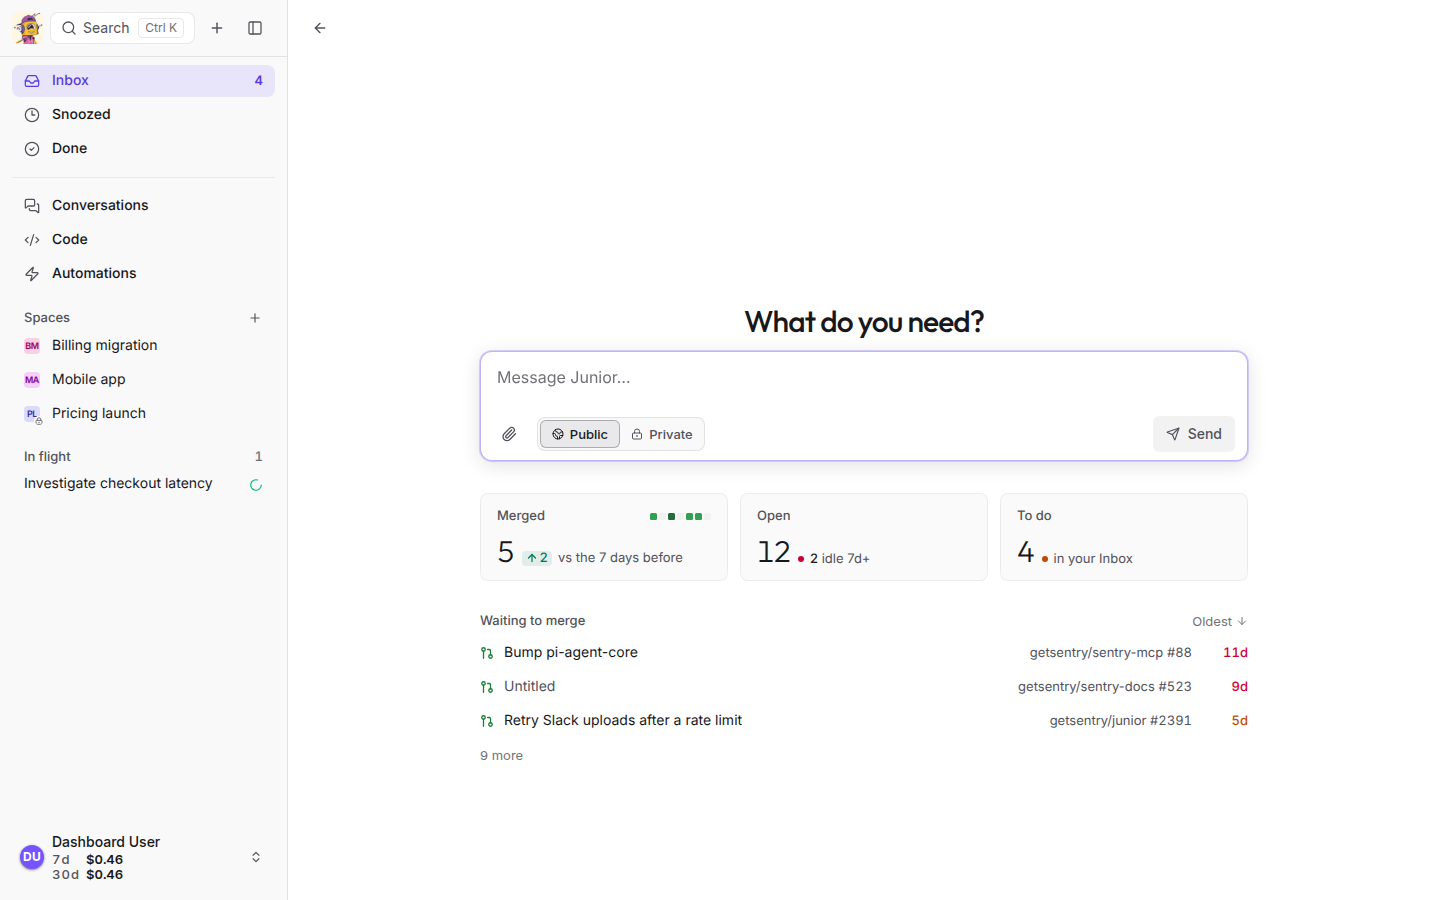 Search Ctrl K
Inbox 4
Snoozed
Done
Conversations
Code
Automations
Spaces
BM Billing migration
MA Mobile app
PL Pricing launch
In flight 1
Investigate checkout latency
DU Dashboard User
7d $0.46
30d $0.46
What do you need?
Message Junior...
Public Private Send
Merged
5 2 vs the 7 days before
Open
12 2 idle 7d+
To do
4 in your Inbox
Waiting to merge Oldest
Bump pi-agent-core getsentry/sentry-mcp #88 11d
Untitled getsentry/sentry-docs #523 9d
Retry Slack uploads after a rate limit getsentry/junior #2391 5d
9 more